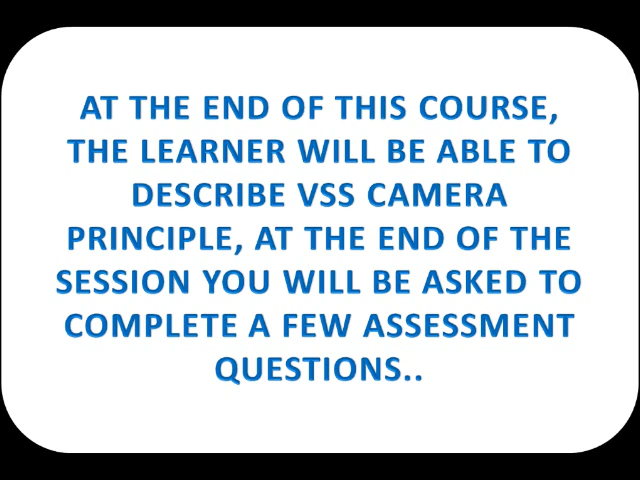 AT THE END OF THIS COURSE,
THE LEARNER WILL BE ABLE TO
DESCRIBE VSS CAMERA
PRINCIPLE, AT THE END OF THE
SESSION YOU WILL BE ASKED TO
COMPLETE A FEW ASSESSMENT
QUESTIONS..